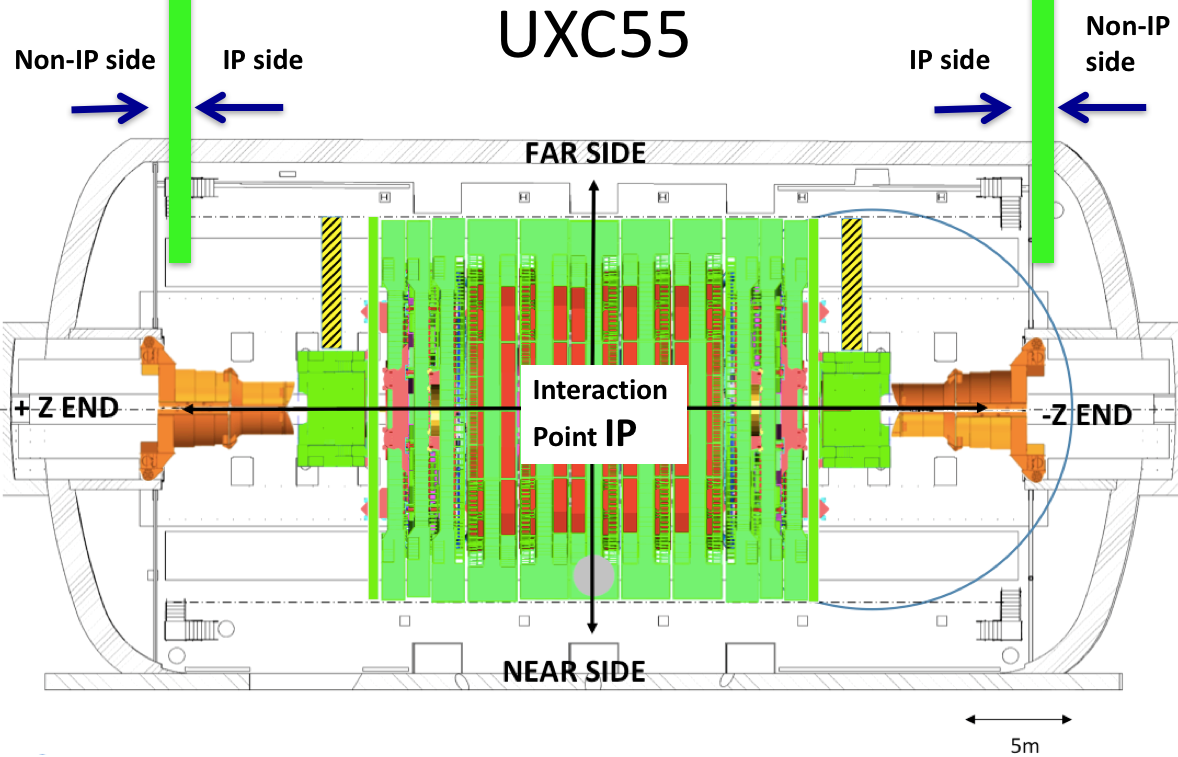 UXC55
Non-IP side
IP side
IP side
Non-IP
side
FAR SIDE
H
H
H
H
H
+ Z END
Interaction
Point IP
-Z END
NEAR SIDE
5m